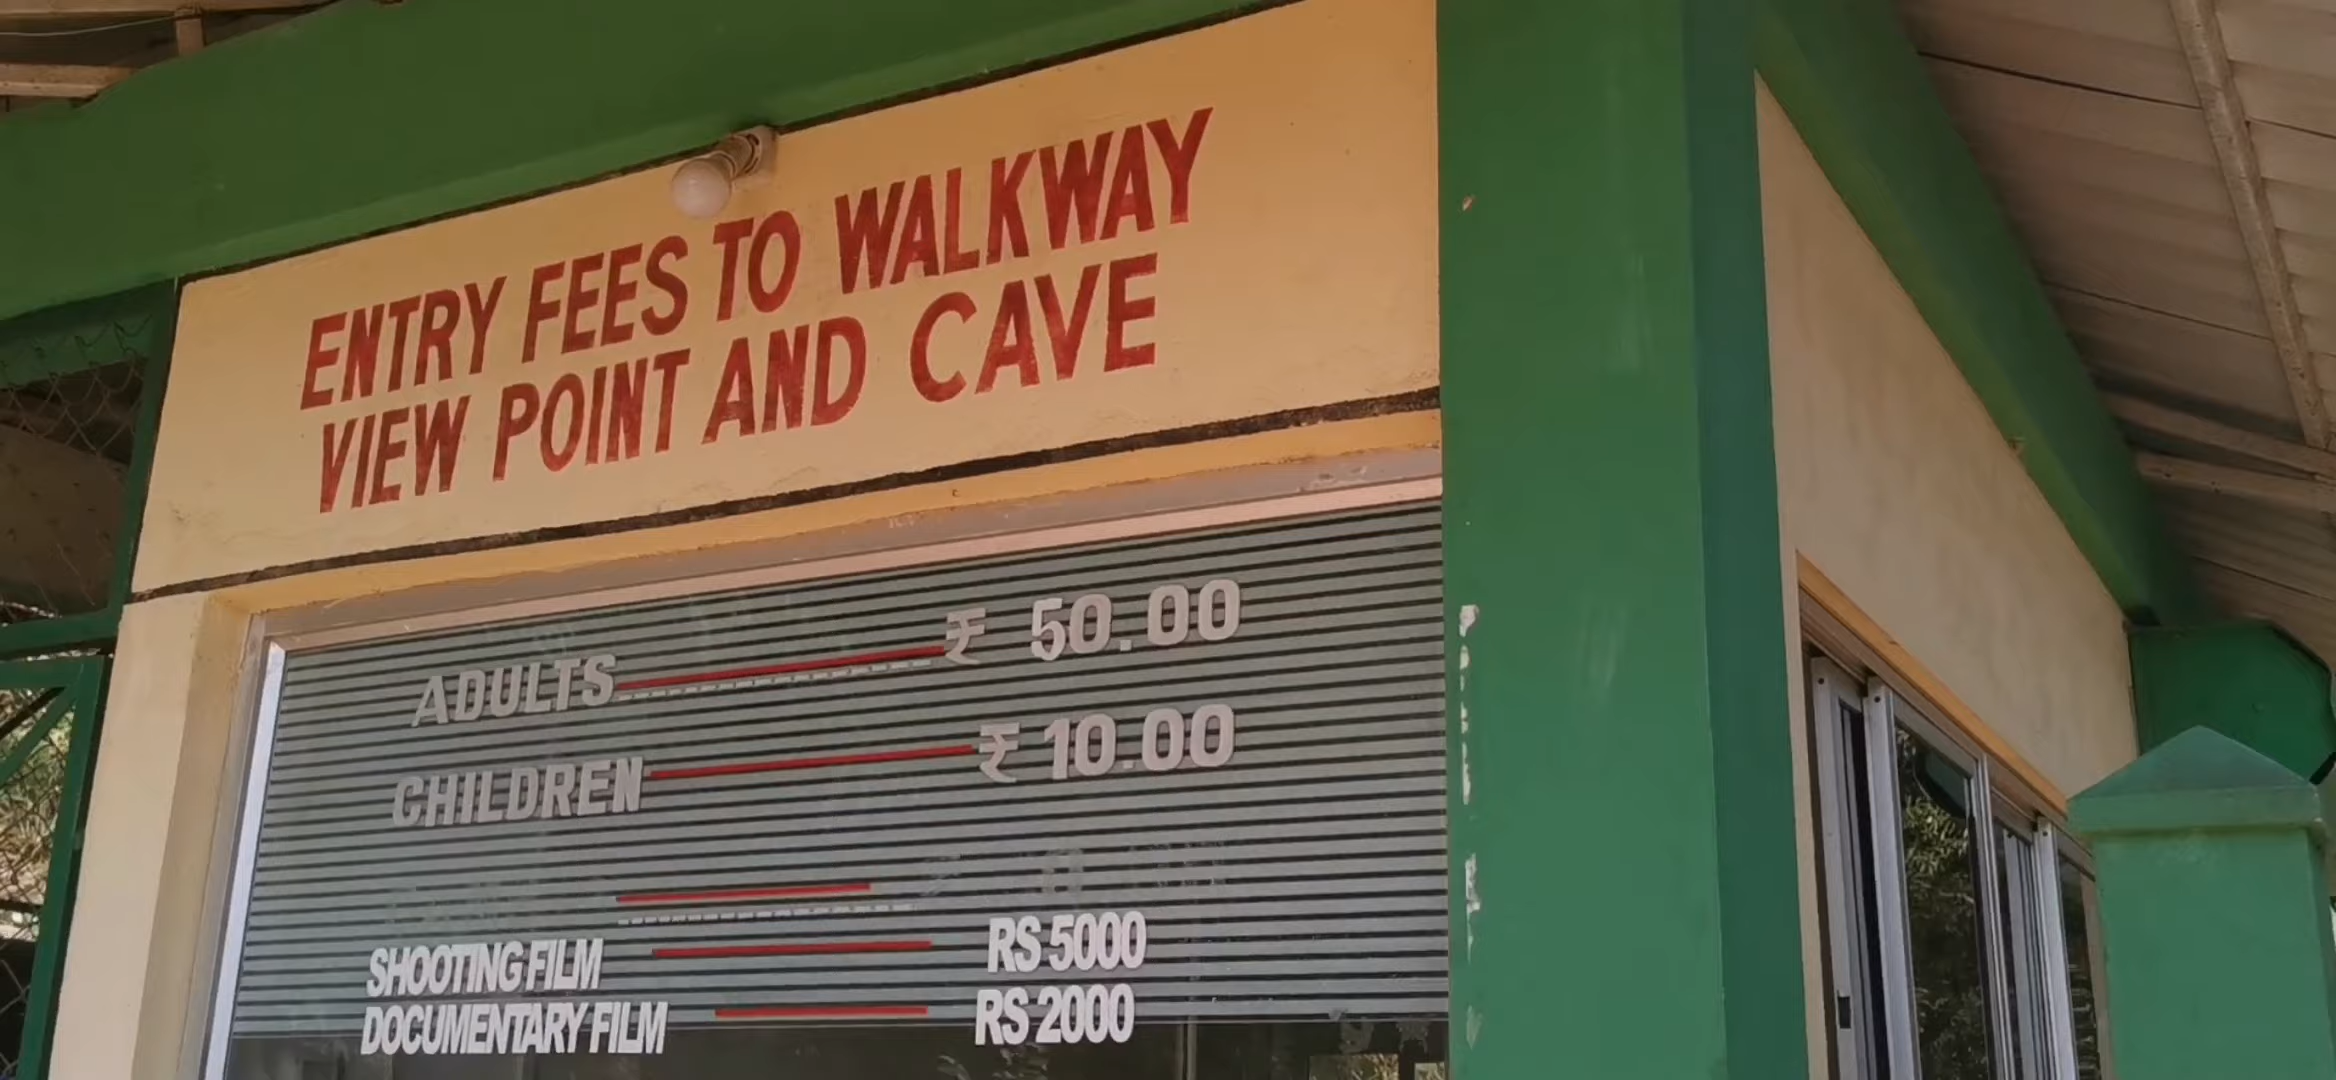 ENTRY FEES TO WALKWAY
VIEW POINT AND CAVE
ADULTS ₹ 50.00
CHILDREN ₹ 10.00
SHOOTING FILM RS 5000
DOCUMENTARY FILM RS 2000